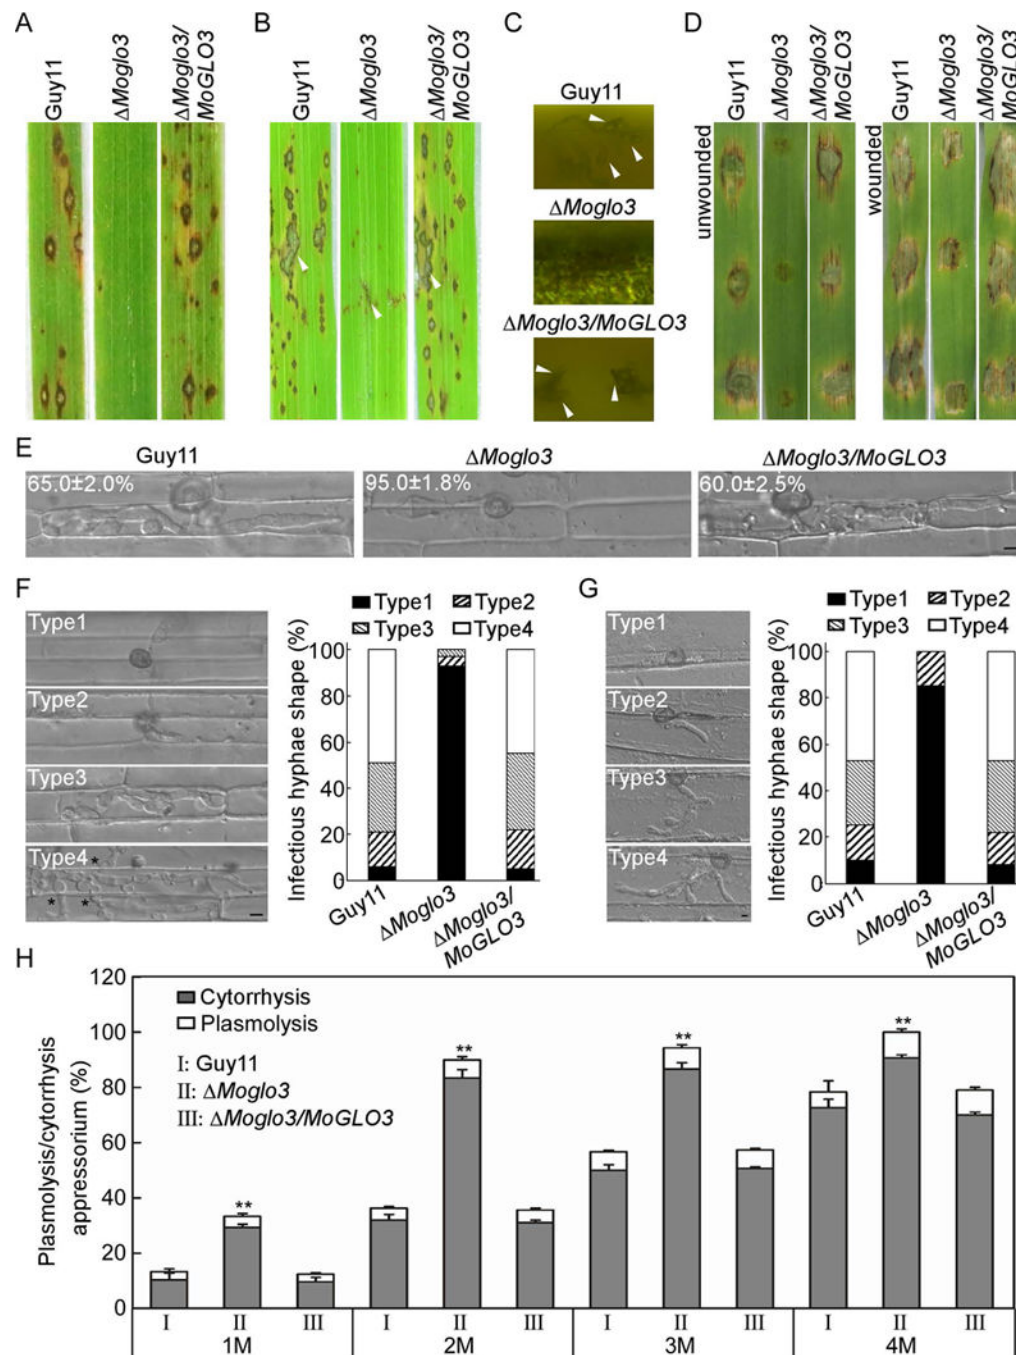 A
Guy11
ΔMoglo3
ΔMoglo3/
MoGLO3
B
Guy11
ΔMoglo3
ΔMoglo3/
MoGLO3
C
Guy11
ΔMoglo3
ΔMoglo3/MoGLO3
D
unwounded
Guy11
ΔMoglo3
ΔMoglo3/
MoGLO3
wounded
Guy11
ΔMoglo3
ΔMoglo3/
MoGLO3
E
Guy11
ΔMoglo3
ΔMoglo3/MoGLO3
65.0±2.0%
95.0±1.8%
60.0±2.5%
F
Type1
Type2
Type3
Type4
* * *
Type1 Type2
Type3 Type4
Infectious hyphae shape (%)
100
80
60
40
20
0
Guy11
ΔMoglo3
ΔMoglo3/
MoGLO3
G
Type1
Type2
Type3
Type4
Type1 Type2
Type3 Type4
Infectious hyphae shape (%)
100
80
60
40
20
0
Guy11
ΔMoglo3
ΔMoglo3/
MoGLO3
H
Plasmolysis/cytorrhysis
appressorium (%)
120
100
80
60
40
20
0
Cytorrhysis
Plasmolysis
I: Guy11
II: ΔMoglo3
III: ΔMoglo3/MoGLO3
** ** ** **
I II III I II III I II III I II III
1M 2M 3M 4M